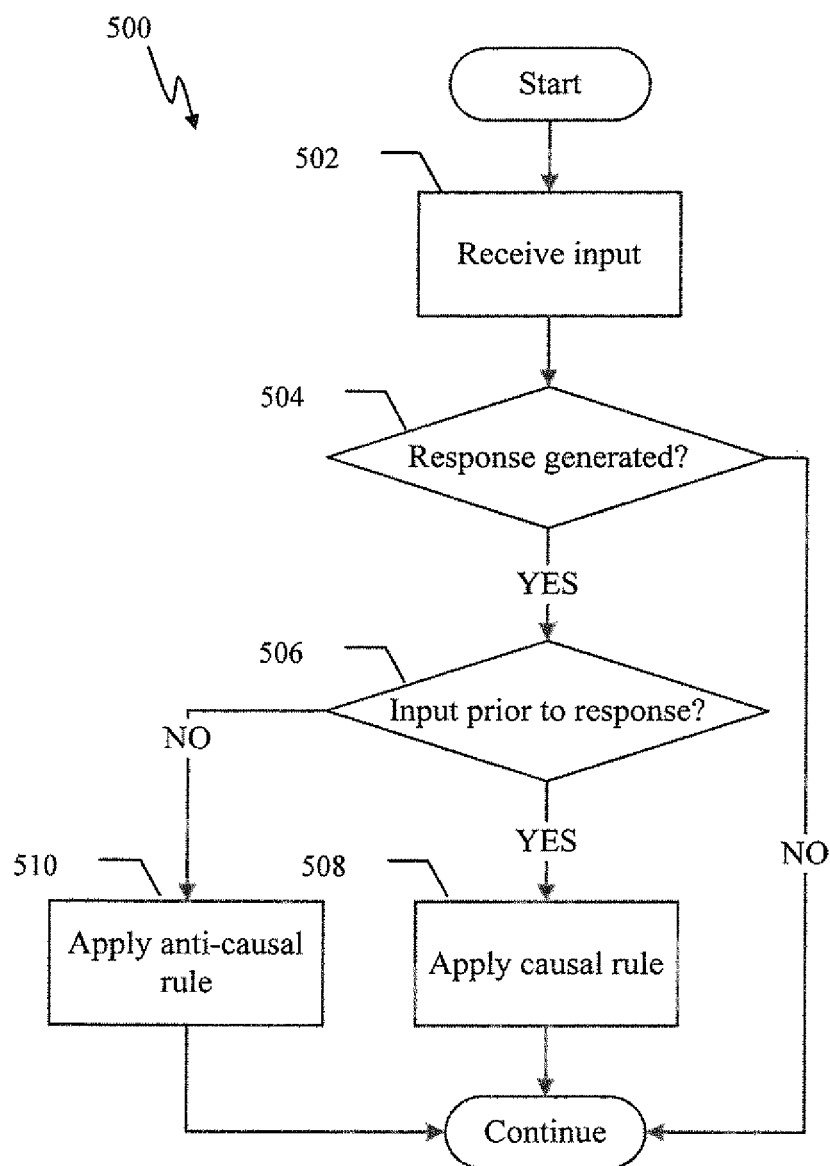 500
Start
502
Receive input
504
Response generated?
YES
506
Input prior to response?
NO
YES
NO
510
508
Apply anti-causal
rule
Apply causal rule
Continue